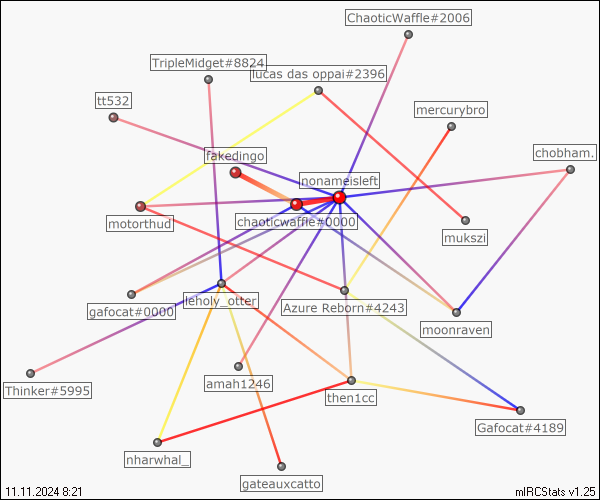 ChaoticWaffle#2006
TripleMidget#8824
lucas das oppai#2396
tt532
mercurybro
fakedingo
chobham.
nonameisleft
chaoticwaffle#0000
motorthud
mukszi
gafocat#0000
leholy_otter
Azure Reborn#4243
moonraven
Thinker#5995
amah1246
then1cc
Gafocat#4189
nharwhal_
gateauxcatto
11.11.2024 8:21
mIRCStats v1.25